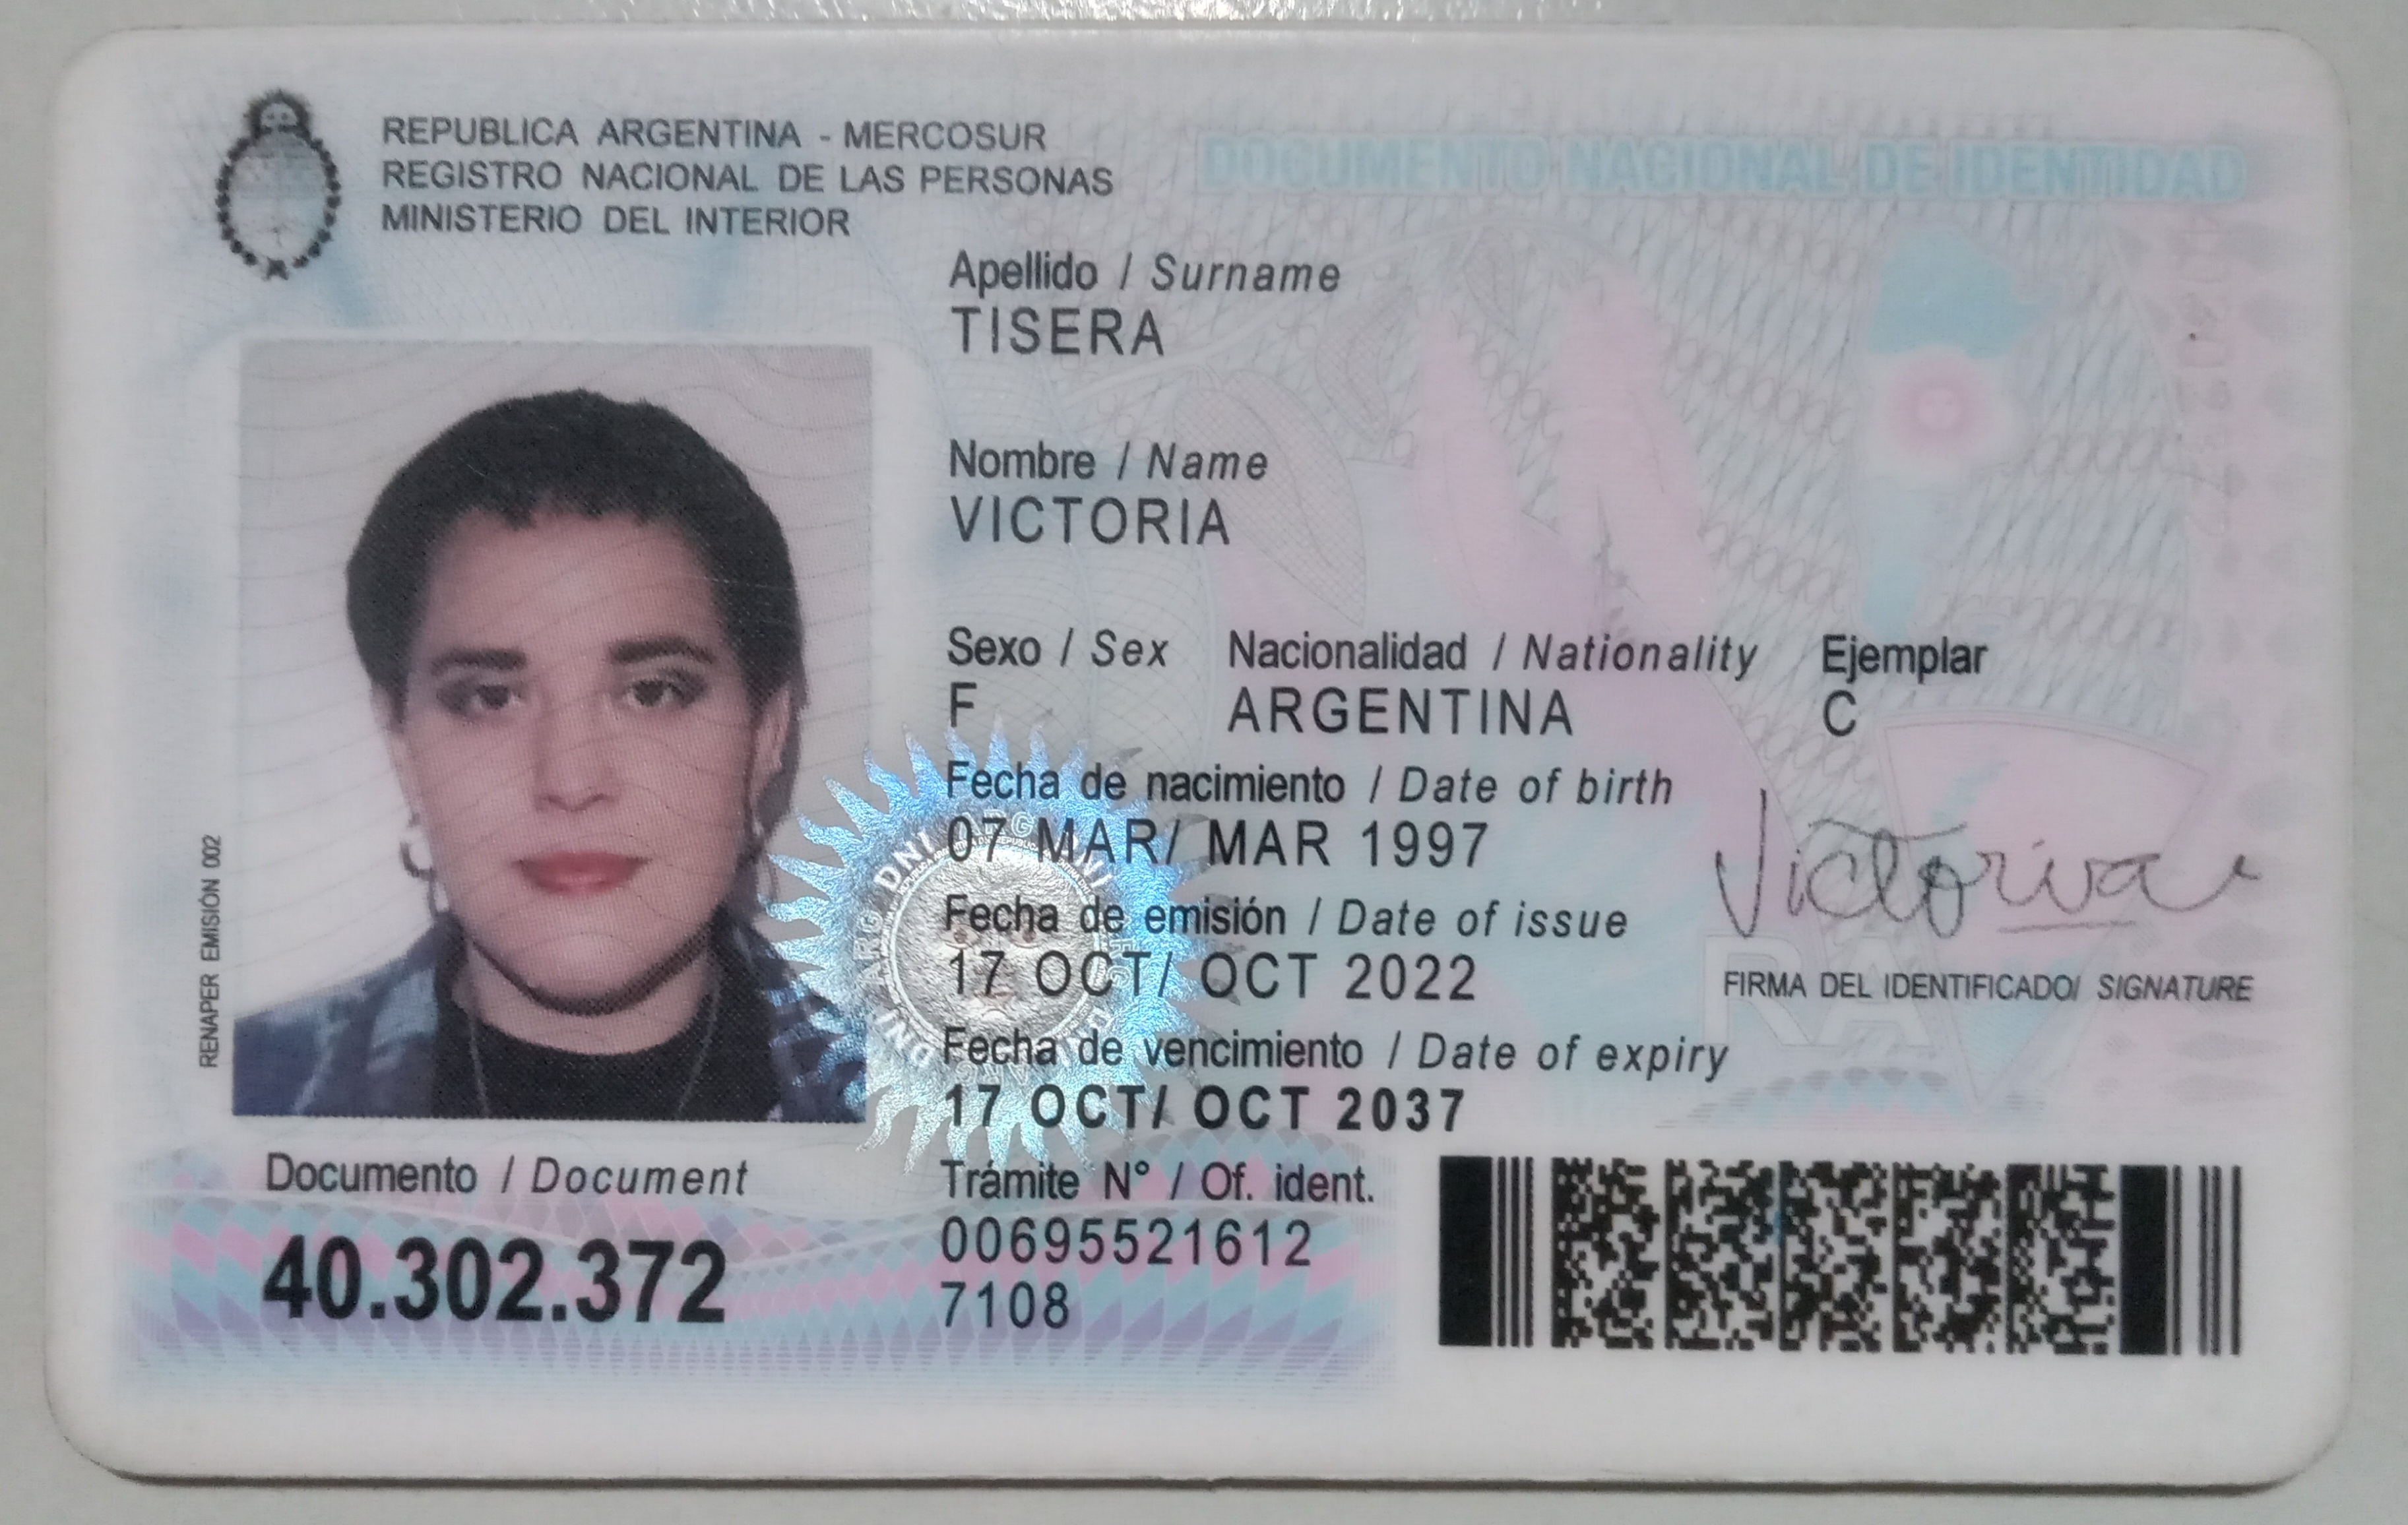 REPUBLICA ARGENTINA - MERCOSUR
REGISTRO NACIONAL DE LAS PERSONAS
MINISTERIO DEL INTERIOR
DOCUMENTO NACIONAL DE IDENTIDAD
Apellido / Surname
TISERA
Nombre / Name
VICTORIA
Sexo / Sex Nacionalidad / Nationality Ejemplar
F ARGENTINA C
Fecha de nacimiento / Date of birth
07 MAR/ MAR 1997
Fecha de emisión / Date of issue
17 OCT/ OCT 2022
Victoria
FIRMA DEL IDENTIFICADO/ SIGNATURE
Fecha de vencimiento / Date of expiry
17 OCT/ OCT 2037
RENAPER EMISIÓN 002
Documento / Document
40.302.372
Trámite N° / Of. ident.
00695521612
7108
RA